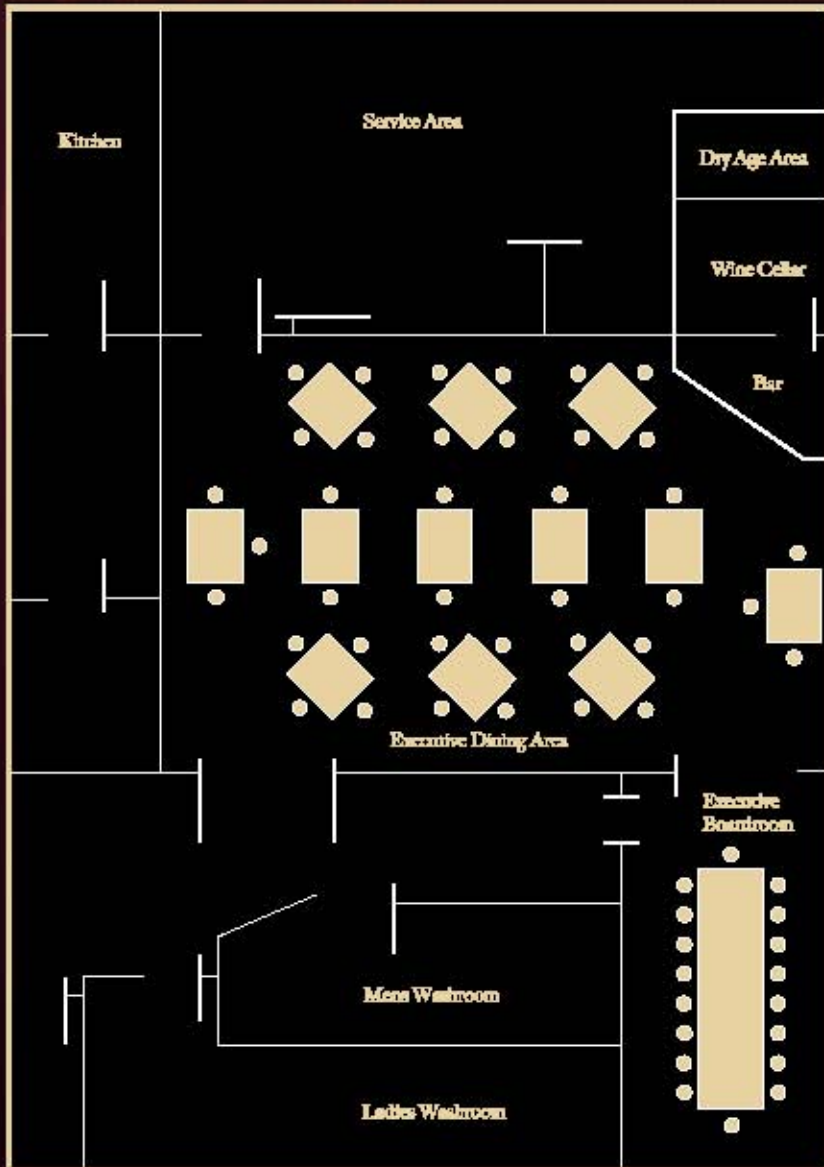 Service Area
Kitchen
Dry Age Area
Wine Cellar
Bar
Executive Dining Area
Executive
Boardroom
Mens Washroom
Ladies Washroom